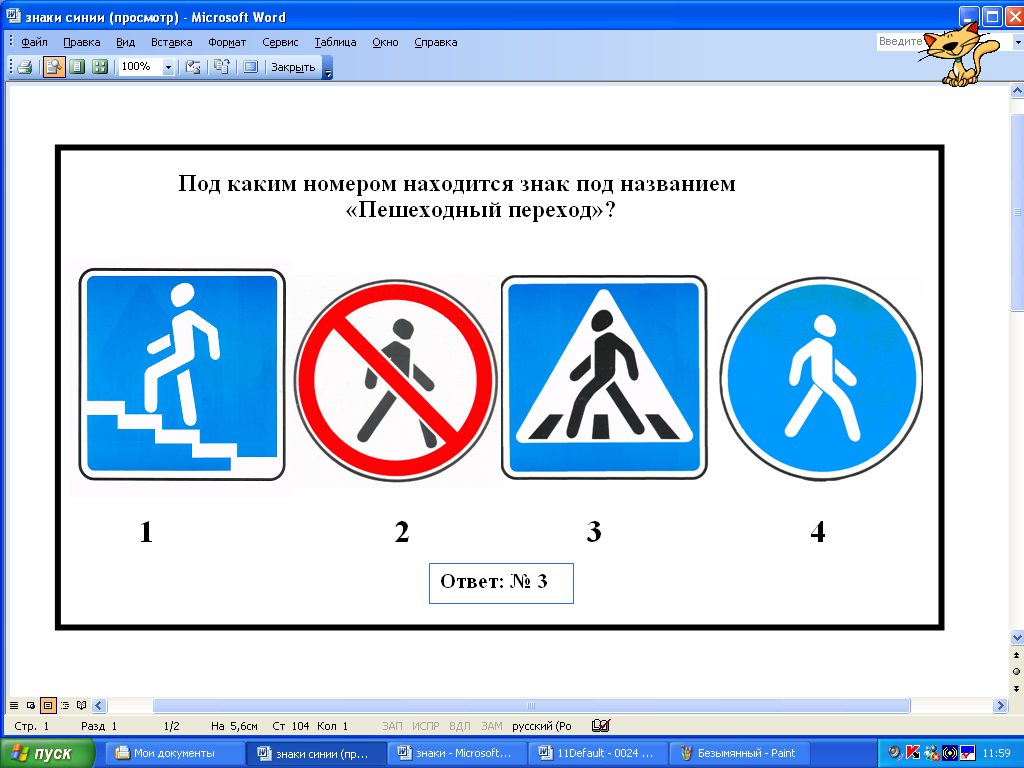 знаки синии (просмотр) - Microsoft Word
Файл Правка Вид Вставка Формат Сервис Таблица Окно Справка
Введите
100% Закрыть
Под каким номером находится знак под названием
«Пешеходный переход»?
1 2 3 4
Ответ: № 3
Стр. 1 Разд 1 1/2 На 5,6см Ст 104 Кол 1 ЗАП ИСПР ВДЛ ЗАМ русский (Ро
пуск Мои документы знаки синии (пр... знаки - Microsoft... 11Default - 0024 ... Безымянный - Paint 11:59